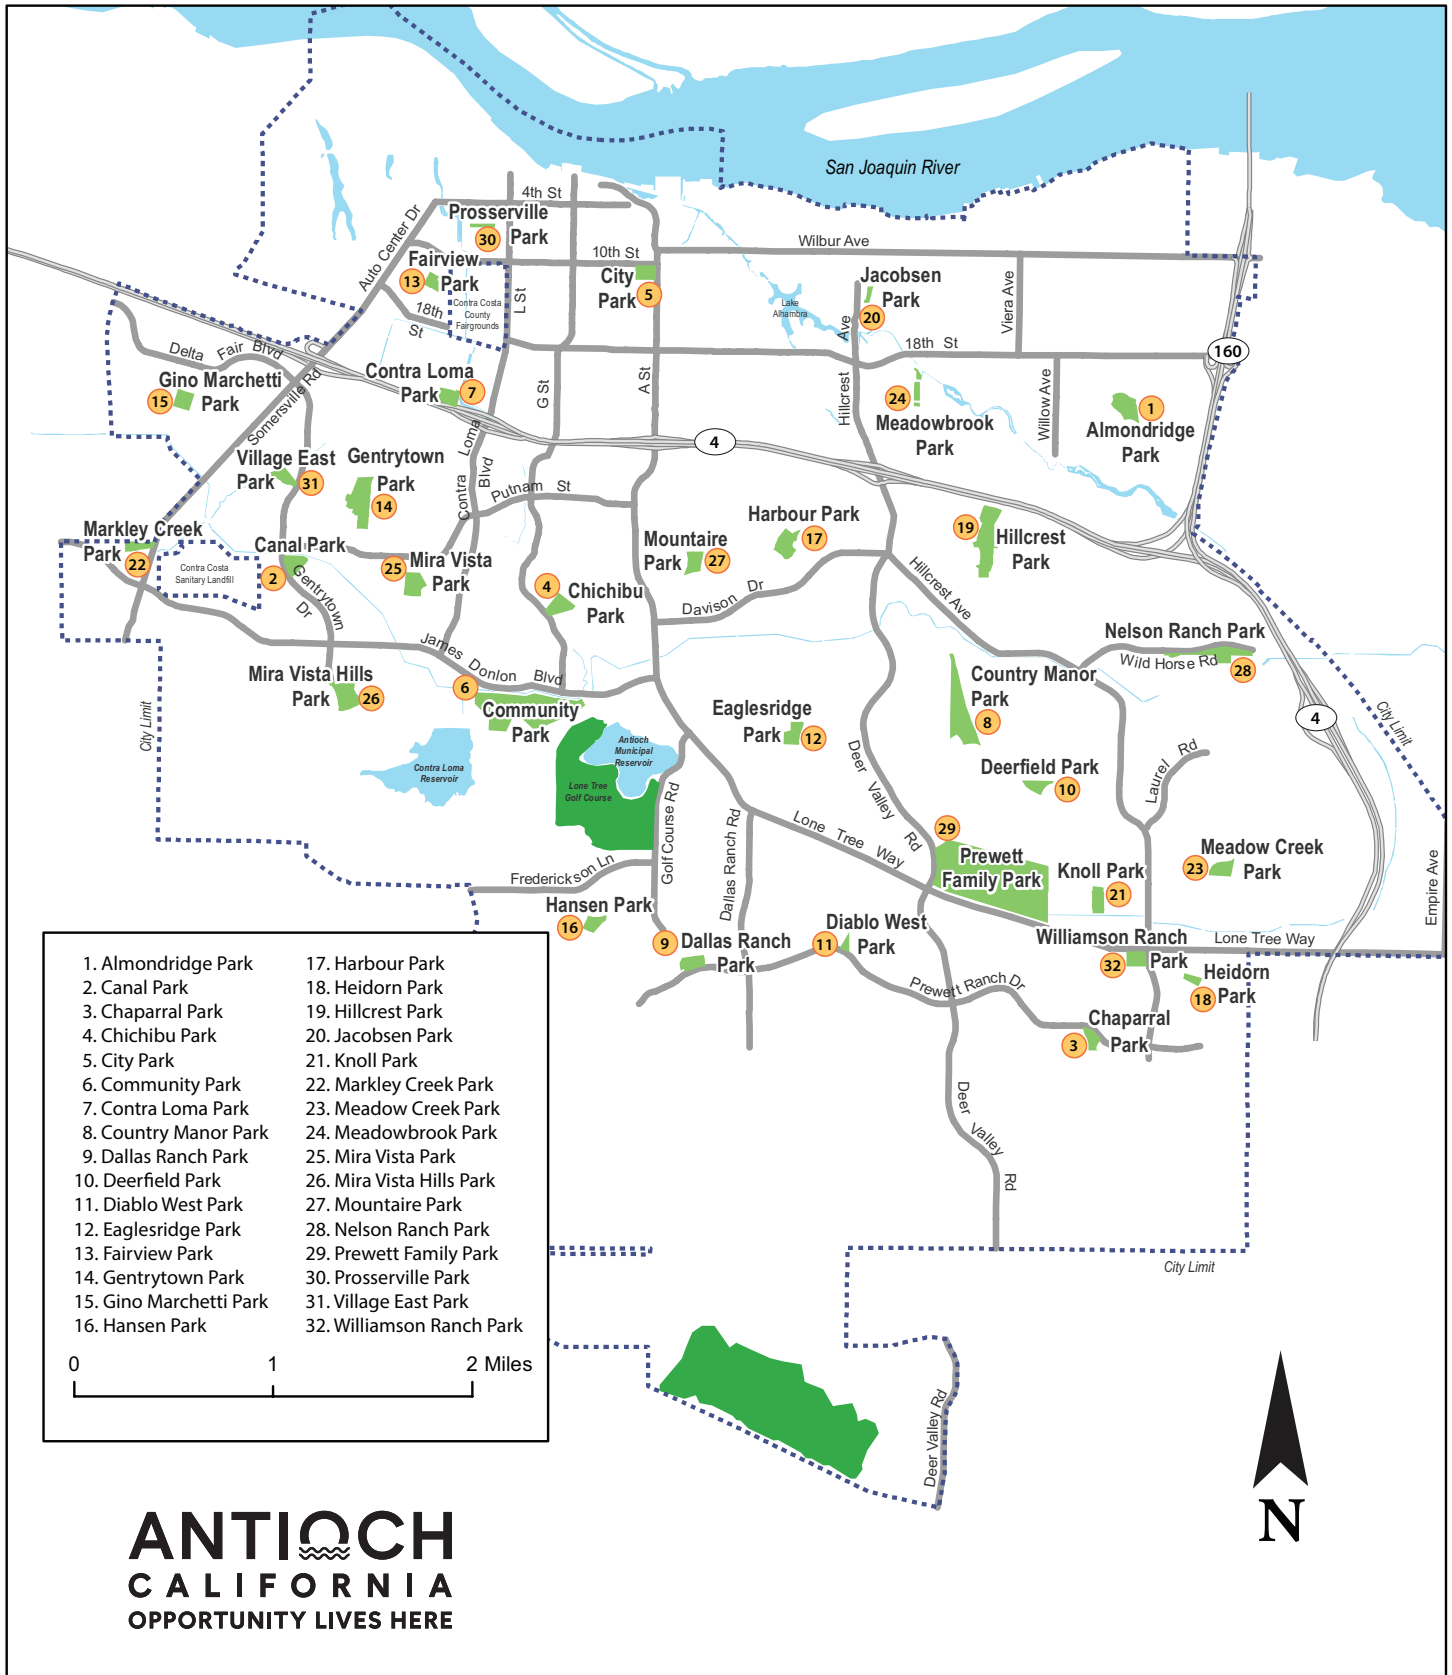 San Joaquin River
4th St
Prosserville
30 Park
Auto Center Dr
Wilbur Ave
10th St
Fairview
13 Park
City
Park 5
Jacobsen
Park
20
Contra Costa
County
Fairgrounds
L St
Lake
Alhambra
Viera Ave
18th
St
Hillcrest Ave
18th St
160
Delta Fair Blvd
Contra Loma
Park 7
Gino Marchetti
15 Park
Somersville Rd
G St
A St
24
Meadowbrook
Park
Willow Ave
1
Almondridge
Park
4
Village East
Park 31
Gentrytown
Park
14
Contra Loma Blvd
Putnam St
Markley Creek
Park
22
Contra Costa
Sanitary Landfill
Canal Park
2
Gentrytown Dr
25 Mira Vista
Park
4
Chichibu
Park
Mountaire
Park 27
Harbour Park
17
Davison Dr
19
Hillcrest
Park
Hillcrest Ave
James Donlon Blvd
Nelson Ranch Park
Wild Horse Rd
28
Mira Vista Hills
Park 26
6
Community
Park
Country Manor
Park
8
4
City Limit
City Limit
Eaglesridge
Park 12
Contra Loma
Reservoir
Antioch
Municipal
Reservoir
Lone Tree
Golf Course
Deer Valley Rd
Deerfield Park
10
Laurel Rd
Golf Course Rd
Dallas Ranch Rd
Lone Tree Way
29
Prewett
Family Park
Knoll Park
21
Meadow Creek
23 Park
Empire Ave
Frederickson Ln
Hansen Park
16
9 Dallas Ranch
Park
11
Diablo West
Park
Williamson Ranch
32 Park
Lone Tree Way
Heidorn
18 Park
Prewett Ranch Dr
Chaparral
3 Park
Deer Valley Rd
1. Almondridge Park
2. Canal Park
3. Chaparral Park
4. Chichibu Park
5. City Park
6. Community Park
7. Contra Loma Park
8. Country Manor Park
9. Dallas Ranch Park
10. Deerfield Park
11. Diablo West Park
12. Eaglesridge Park
13. Fairview Park
14. Gentrytown Park
15. Gino Marchetti Park
16. Hansen Park
17. Harbour Park
18. Heidorn Park
19. Hillcrest Park
20. Jacobsen Park
21. Knoll Park
22. Markley Creek Park
23. Meadow Creek Park
24. Meadowbrook Park
25. Mira Vista Park
26. Mira Vista Hills Park
27. Mountaire Park
28. Nelson Ranch Park
29. Prewett Family Park
30. Prosserville Park
31. Village East Park
32. Williamson Ranch Park
0 1 2 Miles
City Limit
Deer Valley Rd
N
ANTIOCH
CALIFORNIA
OPPORTUNITY LIVES HERE